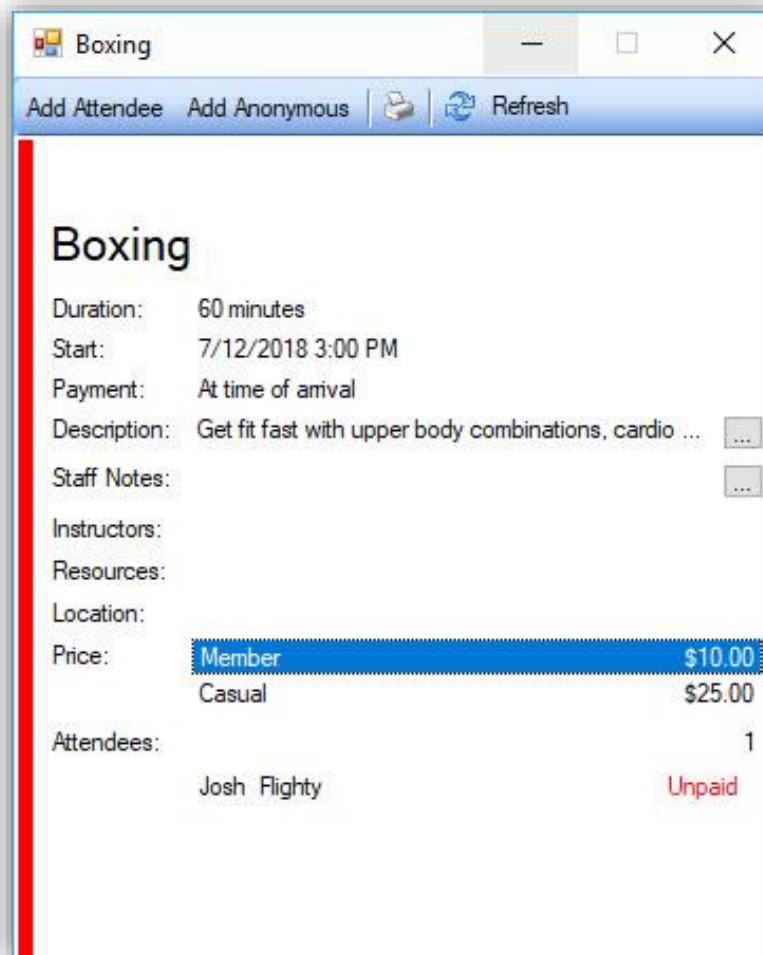 Boxing
Add Attendee Add Anonymous Refresh
Boxing
Duration: 60 minutes
Start: 7/12/2018 3:00 PM
Payment: At time of arrival
Description: Get fit fast with upper body combinations, cardio ... ...
Staff Notes: ...
Instructors:
Resources:
Location:
Price: Member $10.00
Casual $25.00
Attendees: 1
Josh Flighty Unpaid